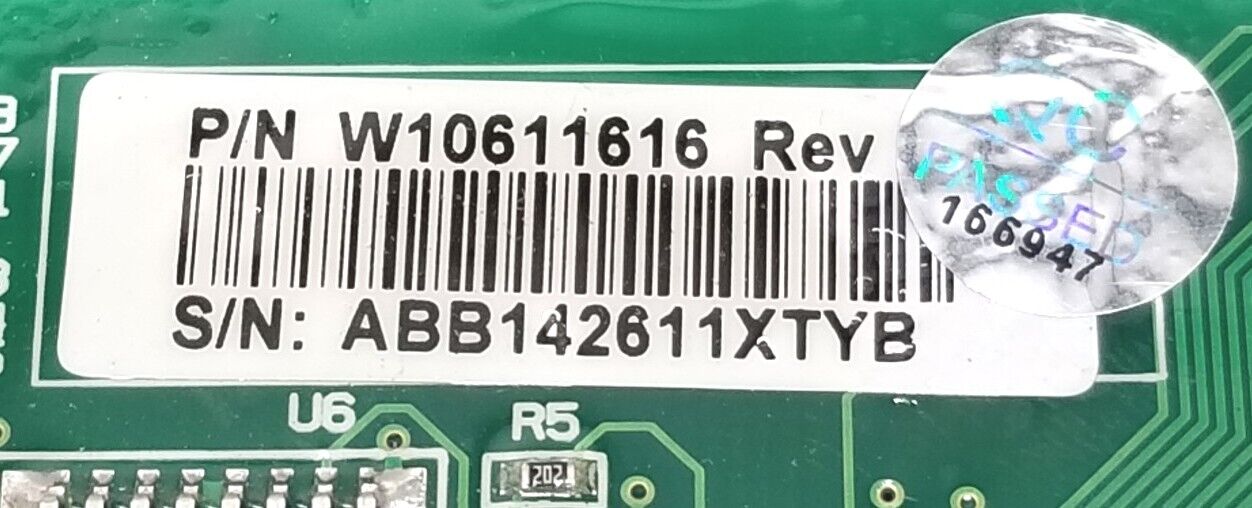 P/N W10611616 Rev
QC
PASSED
166947
S/N: ABB142611XTYB
U6
R5
202